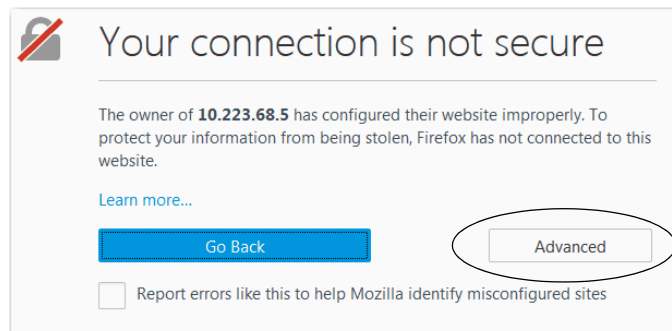 Your connection is not secure
The owner of 10.223.68.5 has configured their website improperly. To
protect your information from being stolen, Firefox has not connected to this
website.
Learn more...
Go Back
Advanced
Report errors like this to help Mozilla identify misconfigured sites